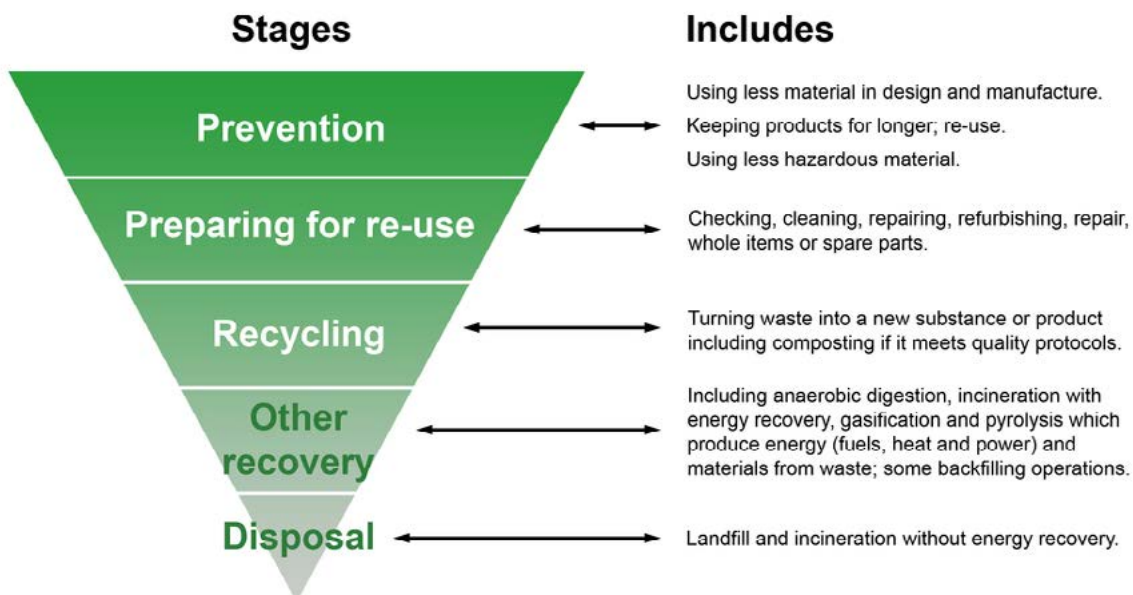 Stages
Includes
Prevention
Using less material in design and manufacture.
Keeping products for longer; re-use.
Using less hazardous material.
Preparing for re-use
Checking, cleaning, repairing, refurbishing, repair,
whole items or spare parts.
Recycling
Turning waste into a new substance or product
including composting if it meets quality protocols.
Other
recovery
Including anaerobic digestion, incineration with
energy recovery, gasification and pyrolysis which
produce energy (fuels, heat and power) and
materials from waste; some backfilling operations.
Disposal
Landfill and incineration without energy recovery.